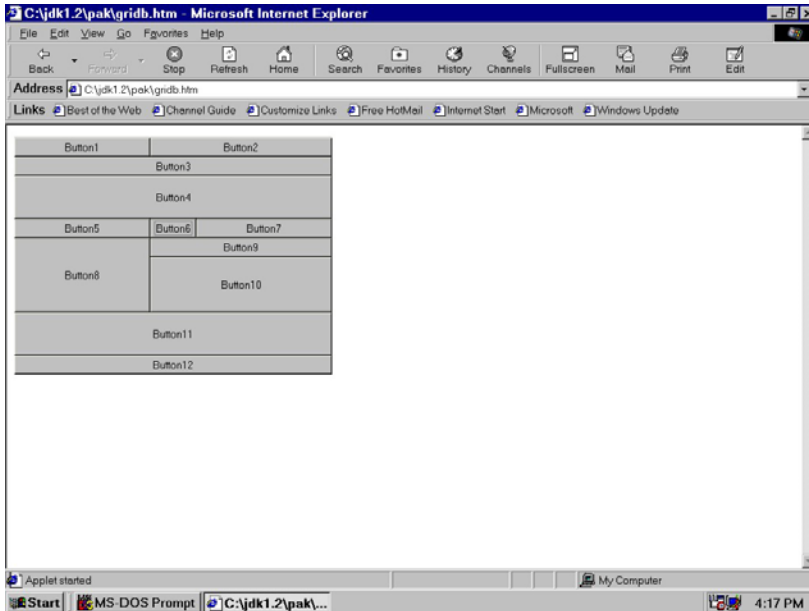 C:\jdk1.2\pak\gridb.htm - Microsoft Internet Explorer
File Edit View Go Favorites Help
Back Forward Stop Refresh Home Search Favorites History Channels Fullscreen Mail Print Edit
Address C:\jdk1.2\pak\gridb.htm
Links Best of the Web Channel Guide Customize Links Free HotMail Internet Start Microsoft Windows Update
Button1 Button2
Button3
Button4
Button5 Button6 Button7
Button9
Button8
Button10
Button11
Button12
Applet started My Computer
Start MS-DOS Prompt C:\jdk1.2\pak\... 4:17 PM